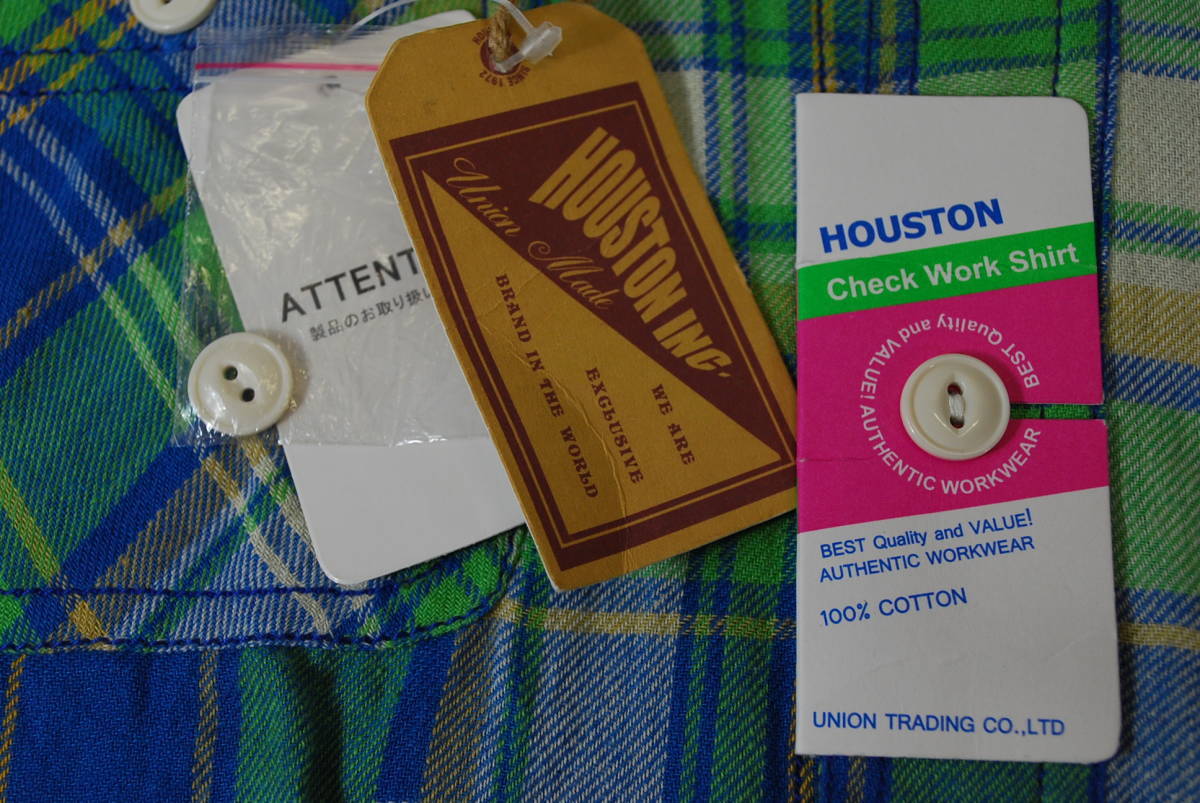 ATTENT
製品のお取り扱い
SINCE 1972
HOUSTON INC.
Union Made
WE ARE
EXCLUSIVE
BRAND IN THE WORLD
HOUSTON
Check Work Shirt
BEST Quality and VALUE! AUTHENTIC WORKWEAR
BEST Quality and VALUE!
AUTHENTIC WORKWEAR
100% COTTON
UNION TRADING CO.,LTD